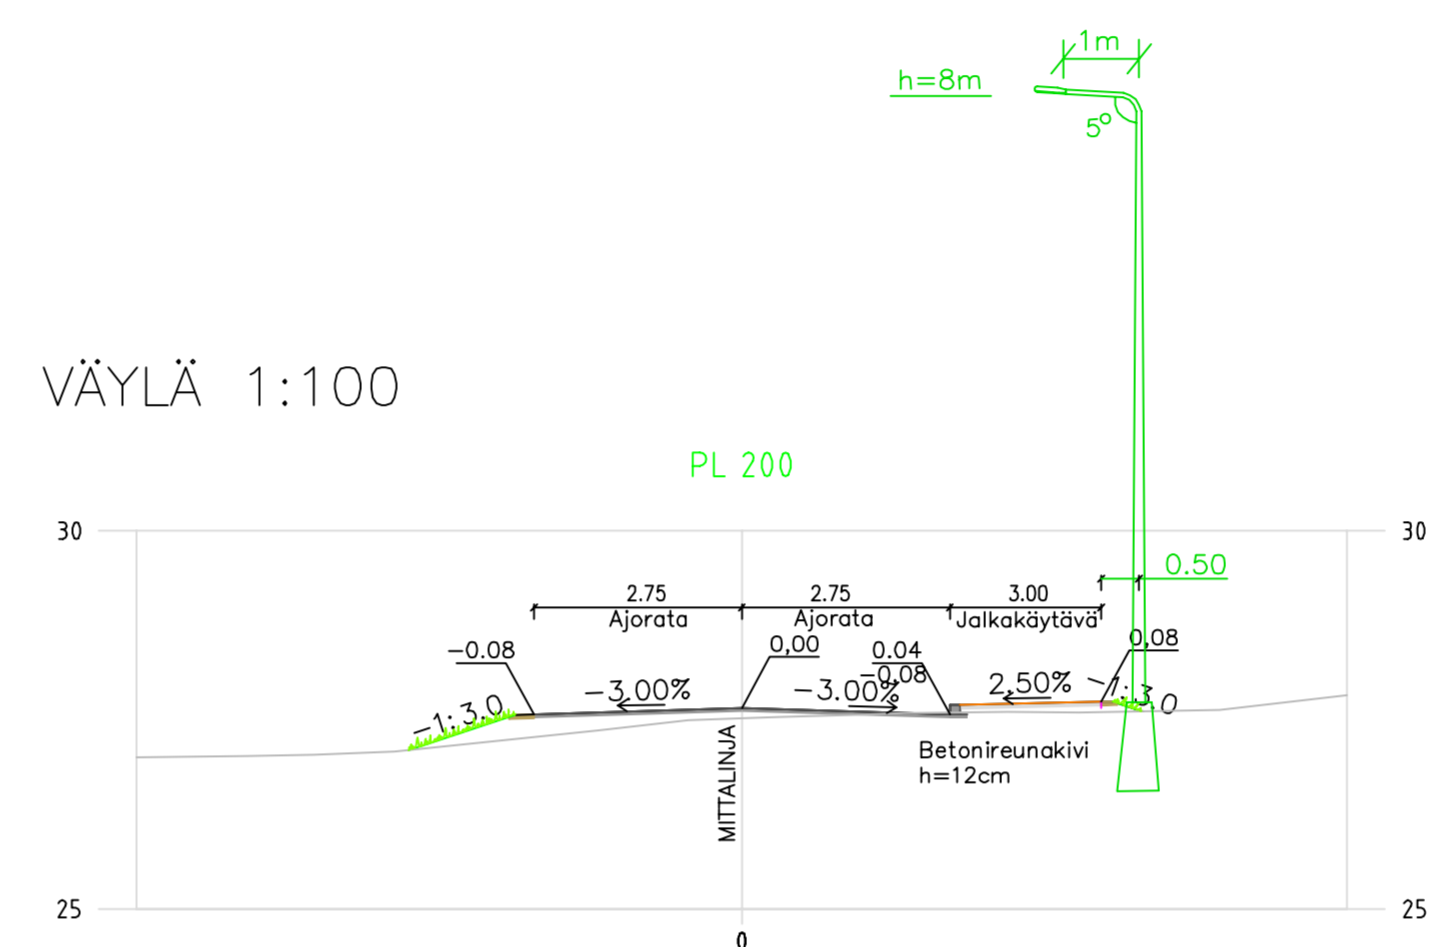 1m
h=8m
5°
VÄYLÄ 1:100
PL 200
30
30
0.50
2.75
2.75
3.00
Ajorata
Ajorata
Jalkakäytävä
-0.08
0,00
0.04
-0,08
0,08
-1:3.0
-3.00%
-3.00%
2.50%
-1:3.0
MITTALINJA
Betonireunakivi
h=12cm
25
25
0